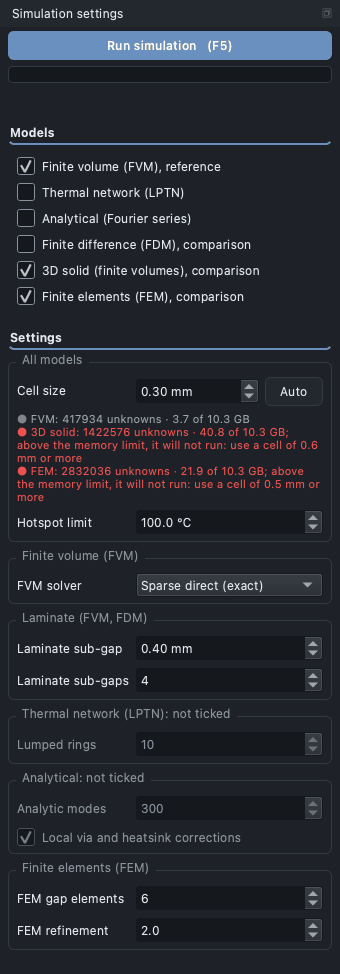 Simulation settings
Run simulation (F5)
Models
Finite volume (FVM), reference
Thermal network (LPTN)
Analytical (Fourier series)
Finite difference (FDM), comparison
3D solid (finite volumes), comparison
Finite elements (FEM), comparison
Settings
All models
Cell size 0.30 mm Auto
FVM: 417934 unknowns · 3.7 of 10.3 GB
3D solid: 1422576 unknowns · 40.8 of 10.3 GB;
above the memory limit, it will not run: use a cell of 0.6
mm or more
FEM: 2832036 unknowns · 21.9 of 10.3 GB; above
the memory limit, it will not run: use a cell of 0.5 mm or
more
Hotspot limit 100.0 °C
Finite volume (FVM)
FVM solver Sparse direct (exact)
Laminate (FVM, FDM)
Laminate sub-gap 0.40 mm
Laminate sub-gaps 4
Thermal network (LPTN): not ticked
Lumped rings 10
Analytical: not ticked
Analytic modes 300
Local via and heatsink corrections
Finite elements (FEM)
FEM gap elements 6
FEM refinement 2.0